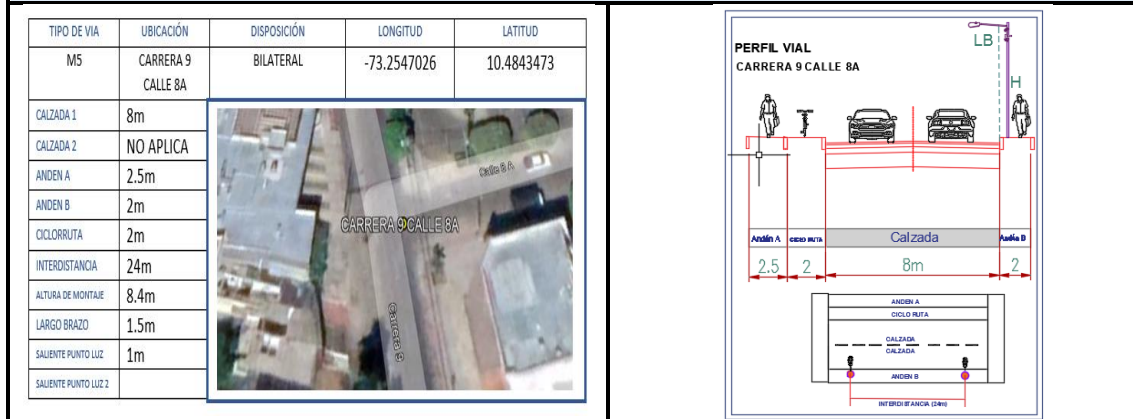 TIPO DE VIA UBICACIÓN DISPOSICIÓN LONGITUD LATITUD
M5 CARRERA 9 BILATERAL -73.2547026 10.4843473
CALLE 8A
CALZADA 1 8m
CALZADA 2 NO APLICA
ANDEN A 2.5m
ANDEN B 2m
CICLORRUTA 2m
INTERDISTANCIA 24m
ALTURA DE MONTAJE 8.4m
LARGO BRAZO 1.5m
SALIENTE PUNTO LUZ 1m
SALIENTE PUNTO LUZ 2
Calle 8 A
CARRERA 9 CALLE 8A
Carrera 9
PERFIL VIAL
CARRERA 9 CALLE 8A
LB
H
Andén A CICLO RUTA Calzada Andén B
2.5 2 8m 2
ANDEN A
CICLO RUTA
CALZADA
CALZADA
ANDEN B
INTERDISTANCIA (24m)